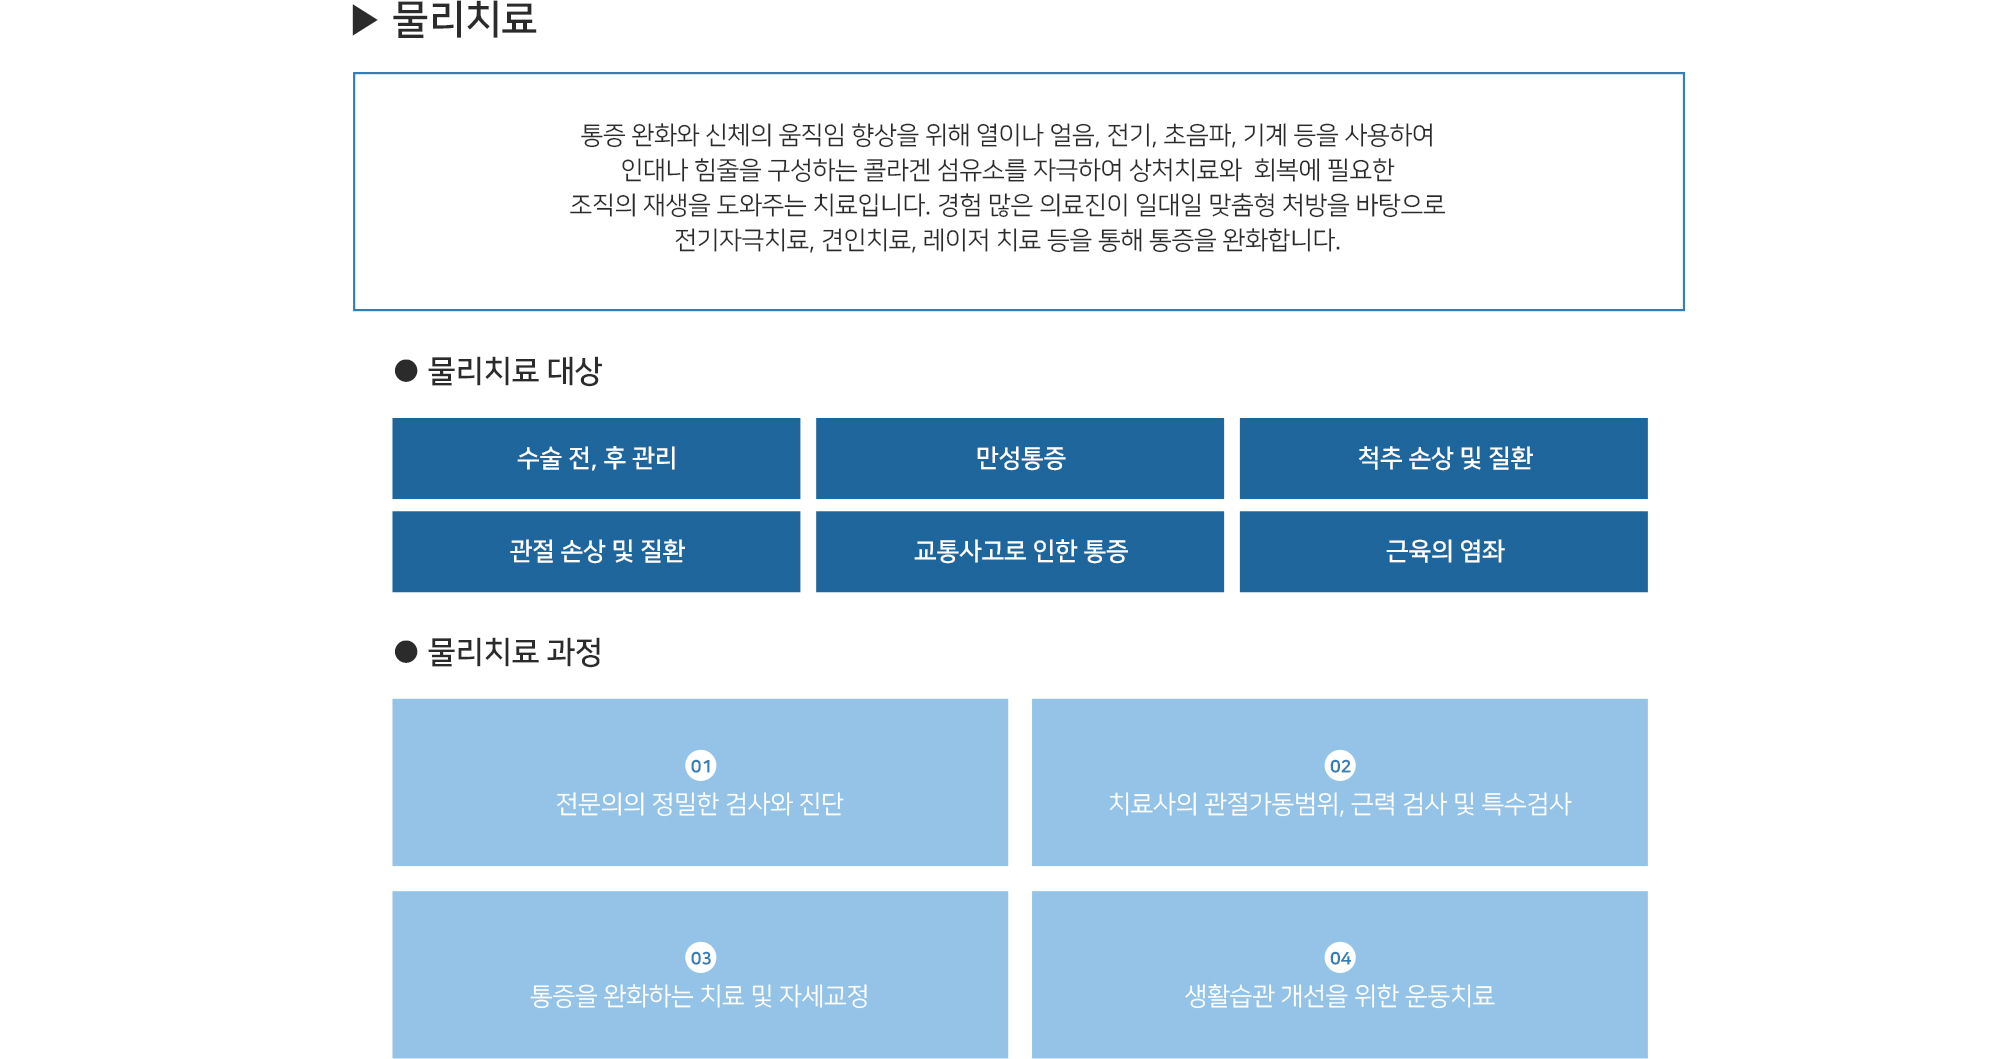 ▶ 물리치료
통증 완화와 신체의 움직임 향상을 위해 열이나 얼음, 전기, 초음파, 기계 등을 사용하여
인대나 힘줄을 구성하는 콜라겐 섬유소를 자극하여 상처치료와 회복에 필요한
조직의 재생을 도와주는 치료입니다. 경험 많은 의료진이 일대일 맞춤형 처방을 바탕으로
전기자극치료, 견인치료, 레이저 치료 등을 통해 통증을 완화합니다.
● 물리치료 대상
수술 전, 후 관리
만성통증
척추 손상 및 질환
관절 손상 및 질환
교통사고로 인한 통증
근육의 염좌
● 물리치료 과정
01
전문의의 정밀한 검사와 진단
02
치료사의 관절가동범위, 근력 검사 및 특수검사
03
통증을 완화하는 치료 및 자세교정
04
생활습관 개선을 위한 운동치료